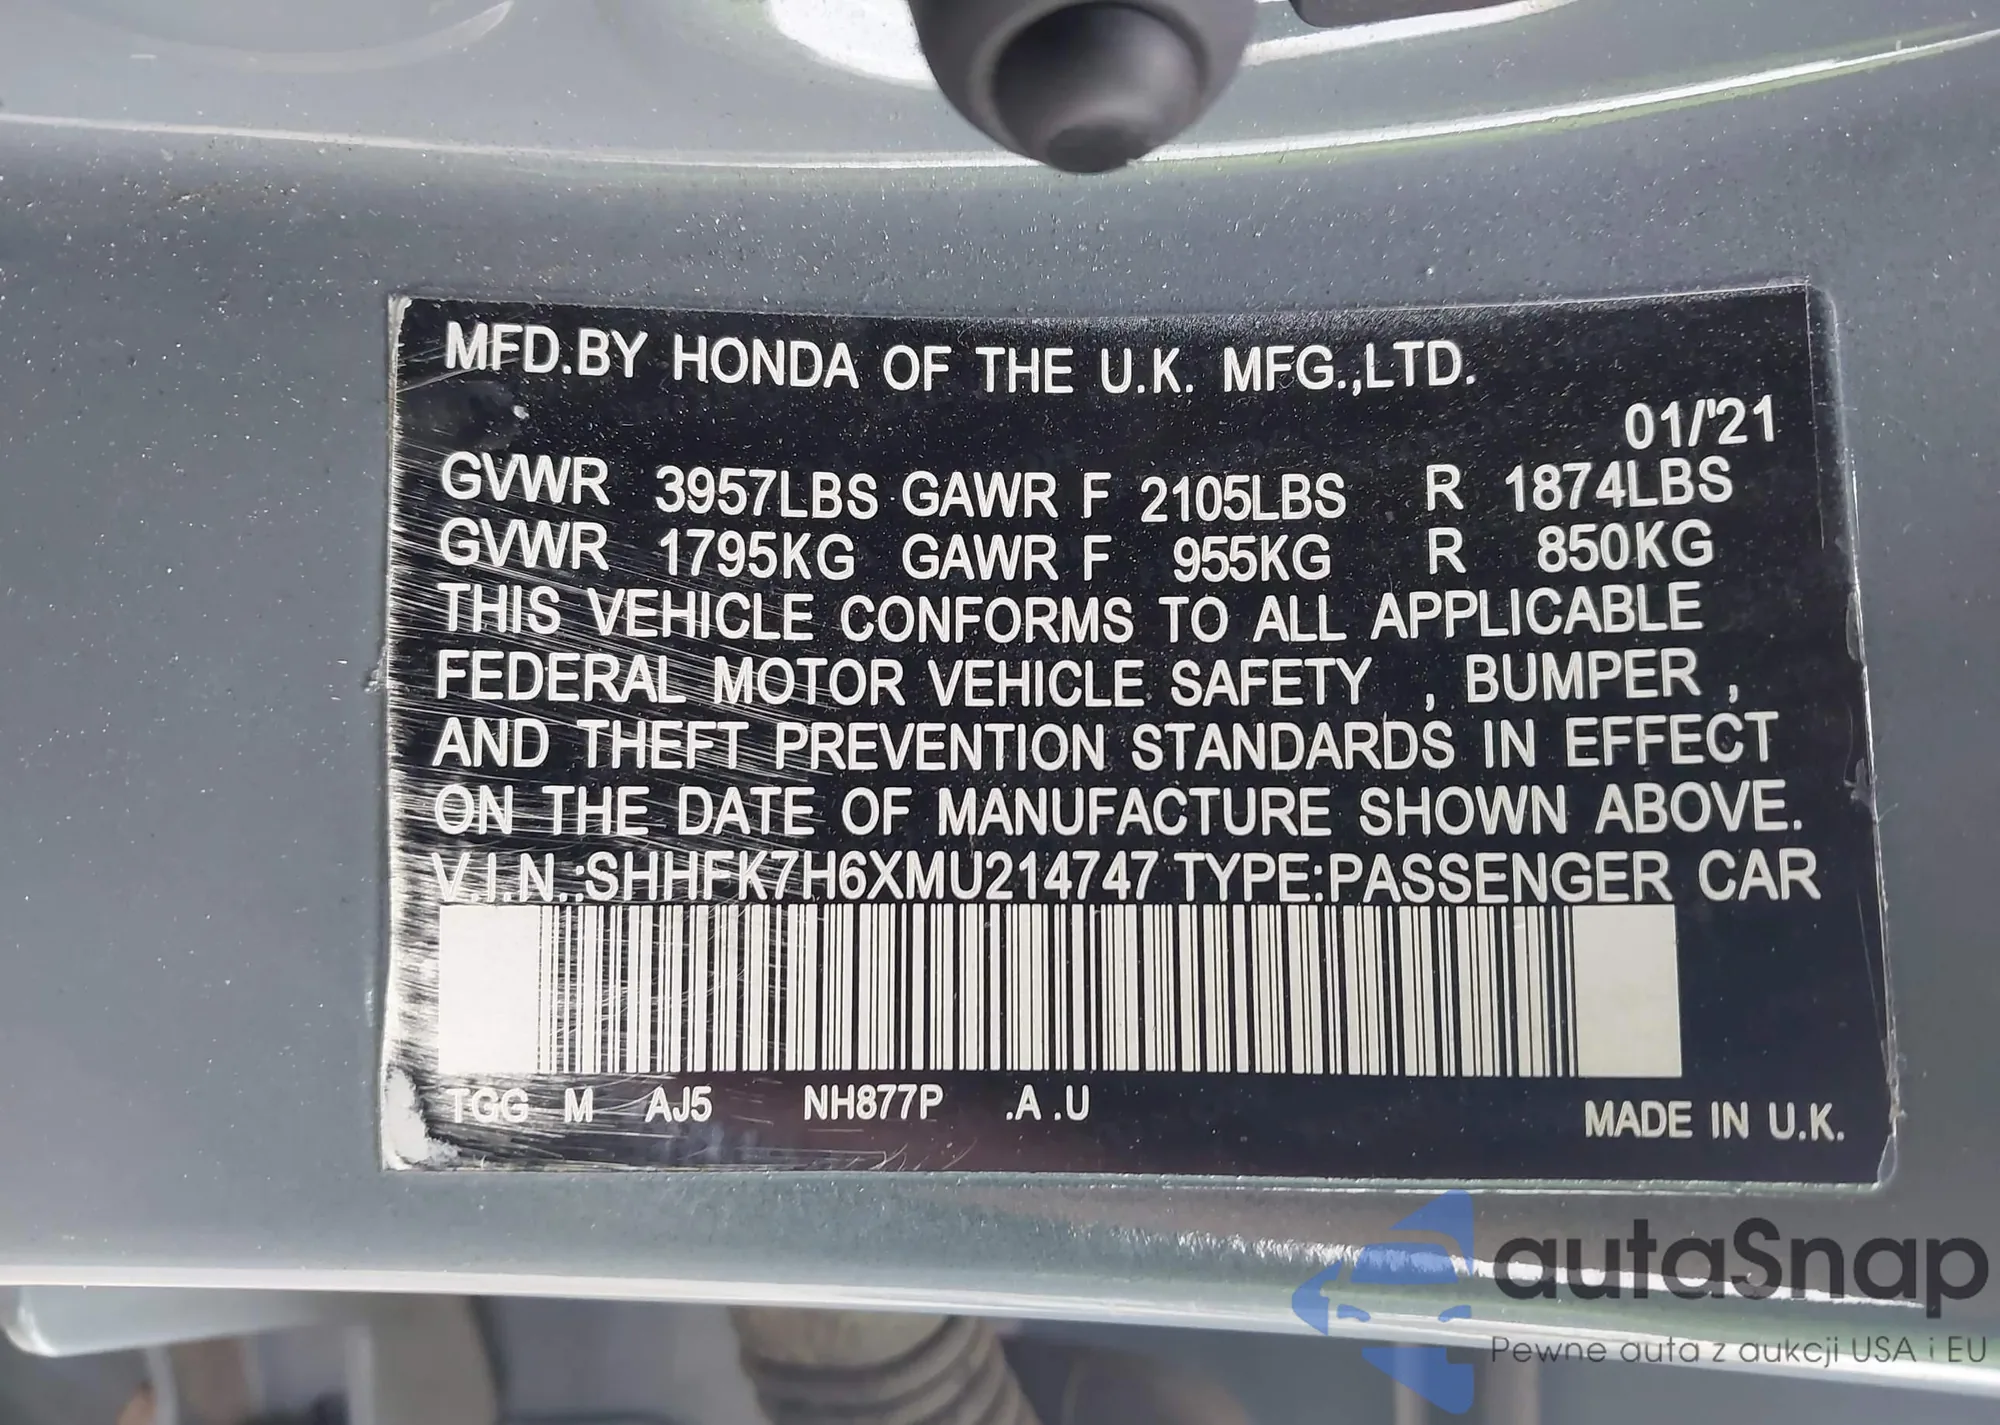 MFD.BY HONDA OF THE U.K. MFG.,LTD.
01/'21
GVWR 3957LBS GAWR F 2105LBS R 1874LBS
GVWR 1795KG GAWR F 955KG R 850KG
THIS VEHICLE CONFORMS TO ALL APPLICABLE
FEDERAL MOTOR VEHICLE SAFETY , BUMPER ,
AND THEFT PREVENTION STANDARDS IN EFFECT
ON THE DATE OF MANUFACTURE SHOWN ABOVE.
V.I.N.:SHHFK7H6XMU214747 TYPE:PASSENGER CAR
TGG M AJ5 NH877P .A .U
MADE IN U.K.
autaSnap
Pewne auta z aukcji USA i EU